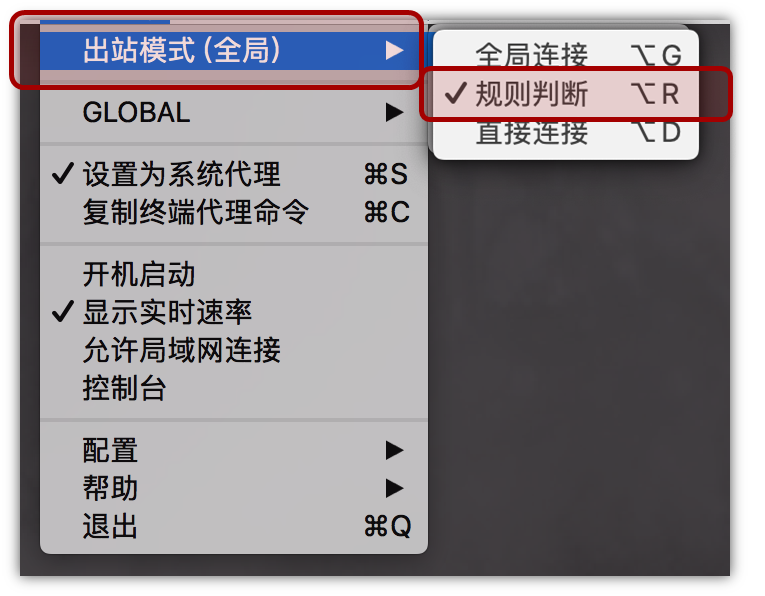 出站模式 (全局) ▶
GLOBAL ▶
✓ 设置为系统代理 ⌘S
复制终端代理命令 ⌘C
开机启动
✓ 显示实时速率
允许局域网连接
控制台
配置 ▶
帮助 ▶
退出 ⌘Q
全局连接 ⌥G
✓ 规则判断 ⌥R
直接连接 ⌥D